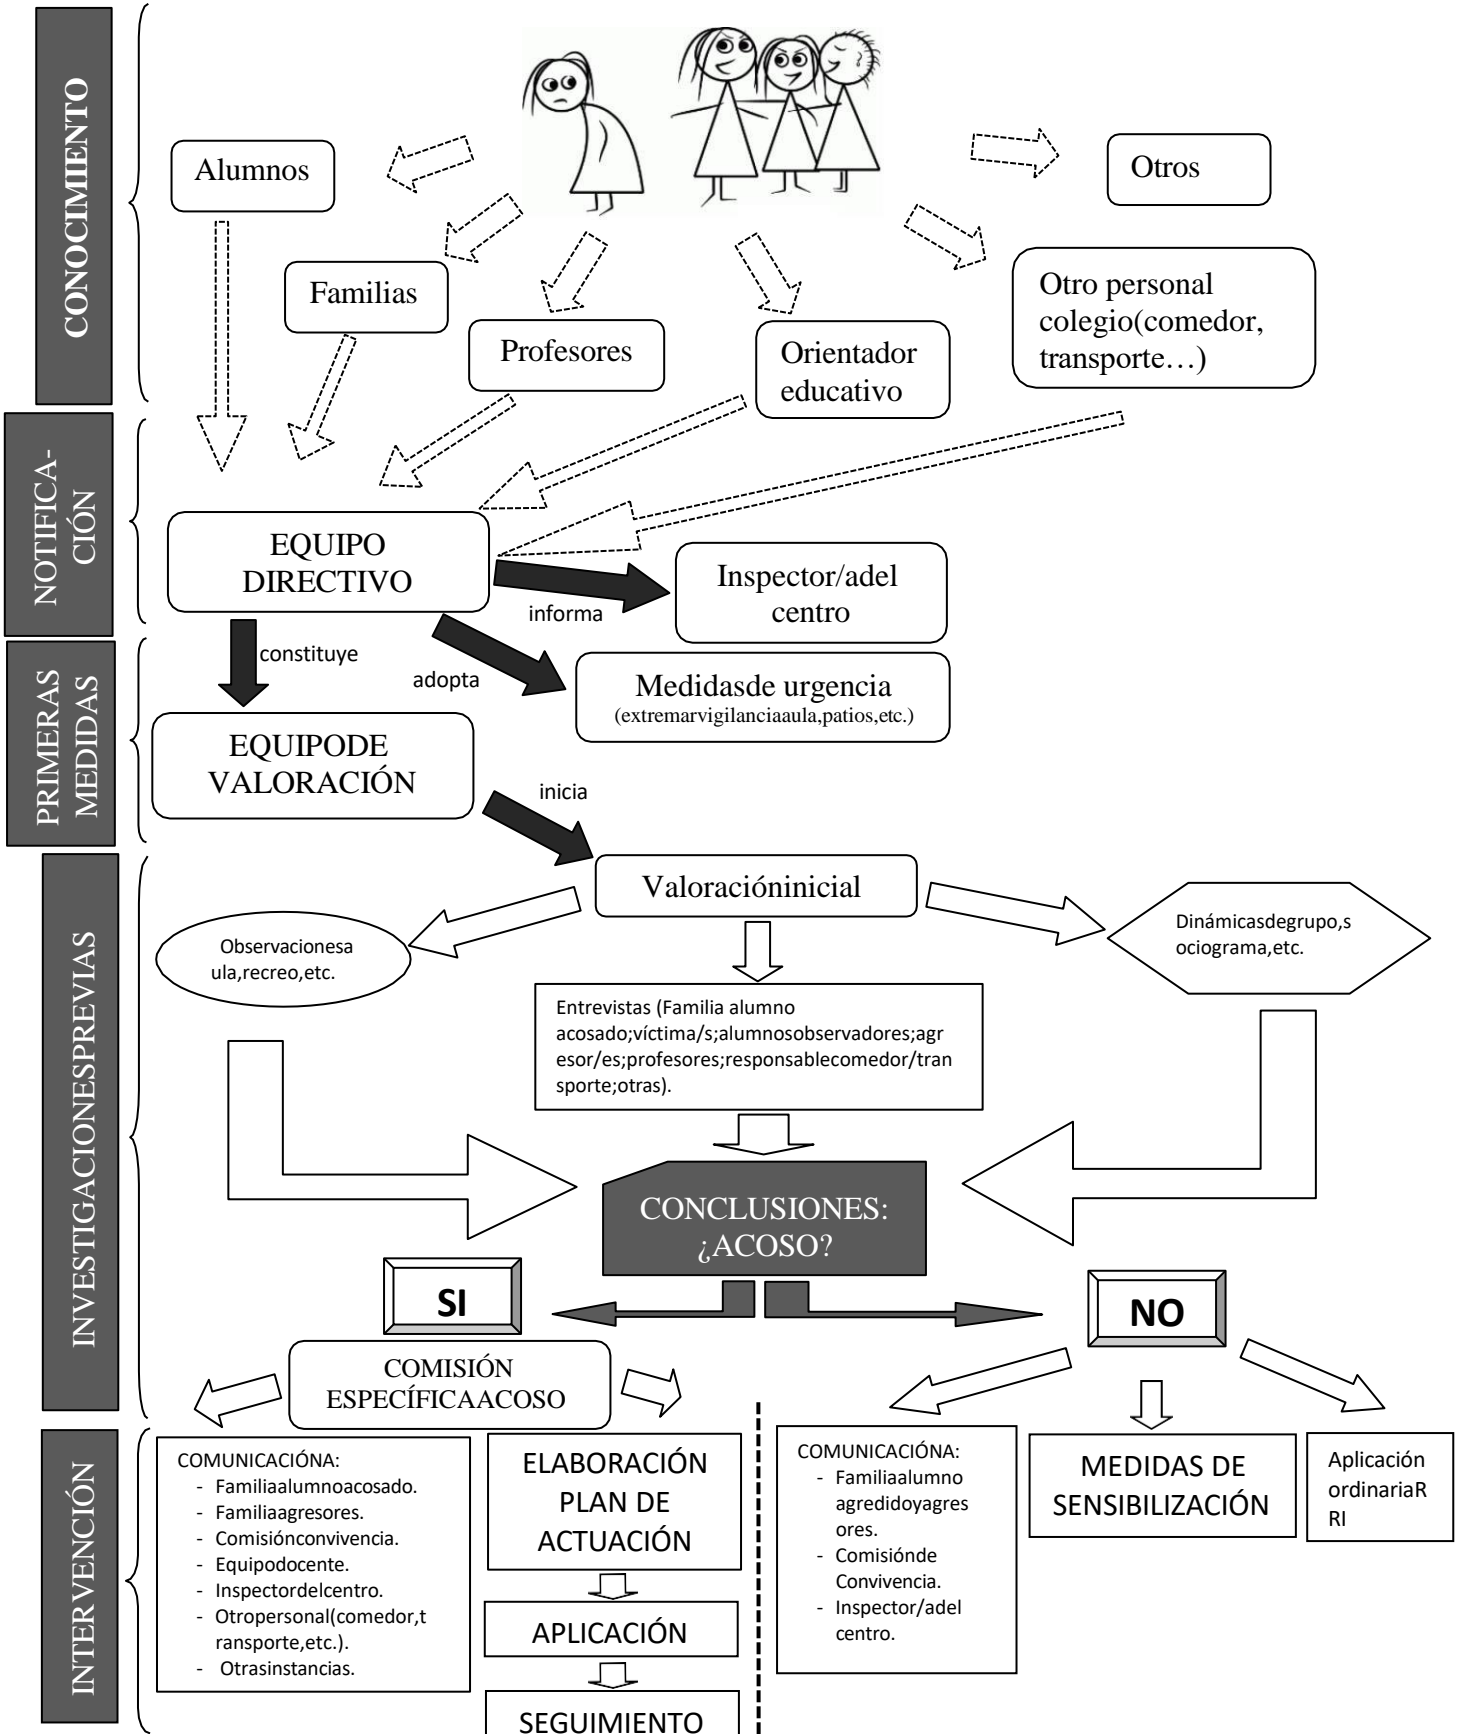 CONOCIMIENTO
Alumnos
Otros
Familias
Otro personal
colegio(comedor,
transporte…)
Profesores
Orientador
educativo
NOTIFICA-
CIÓN
EQUIPO
DIRECTIVO
informa
Inspector/adel
centro
PRIMERAS
MEDIDAS
constituye
adopta
Medidasde urgencia
(extremarvigilanciaaula,patios,etc.)
EQUIPODE
VALORACIÓN
inicia
INVESTIGACIONESPREVIAS
Valoracióninicial
Observacionesa
ula,recreo,etc.
Dinámicasdegrupo,s
ociograma,etc.
Entrevistas (Familia alumno
acosado;víctima/s;alumnosobservadores;agr
esor/es;profesores;responsablecomedor/tran
sporte;otras).
CONCLUSIONES:
¿ACOSO?
SI
NO
COMISIÓN
ESPECÍFICAACOSO
INTERVENCIÓN
COMUNICACIÓNA:
- Familiaalumnoacosado.
- Familiaagresores.
- Comisiónconvivencia.
- Equipodocente.
- Inspectordelcentro.
- Otropersonal(comedor,t
ransporte,etc.).
- Otrasinstancias.
ELABORACIÓN
PLAN DE
ACTUACIÓN
APLICACIÓN
SEGUIMIENTO
COMUNICACIÓNA:
- Familiaalumno
agredidoyagres
ores.
- Comisiónde
Convivencia.
- Inspector/adel
centro.
MEDIDAS DE
SENSIBILIZACIÓN
Aplicación
ordinariaR
RI